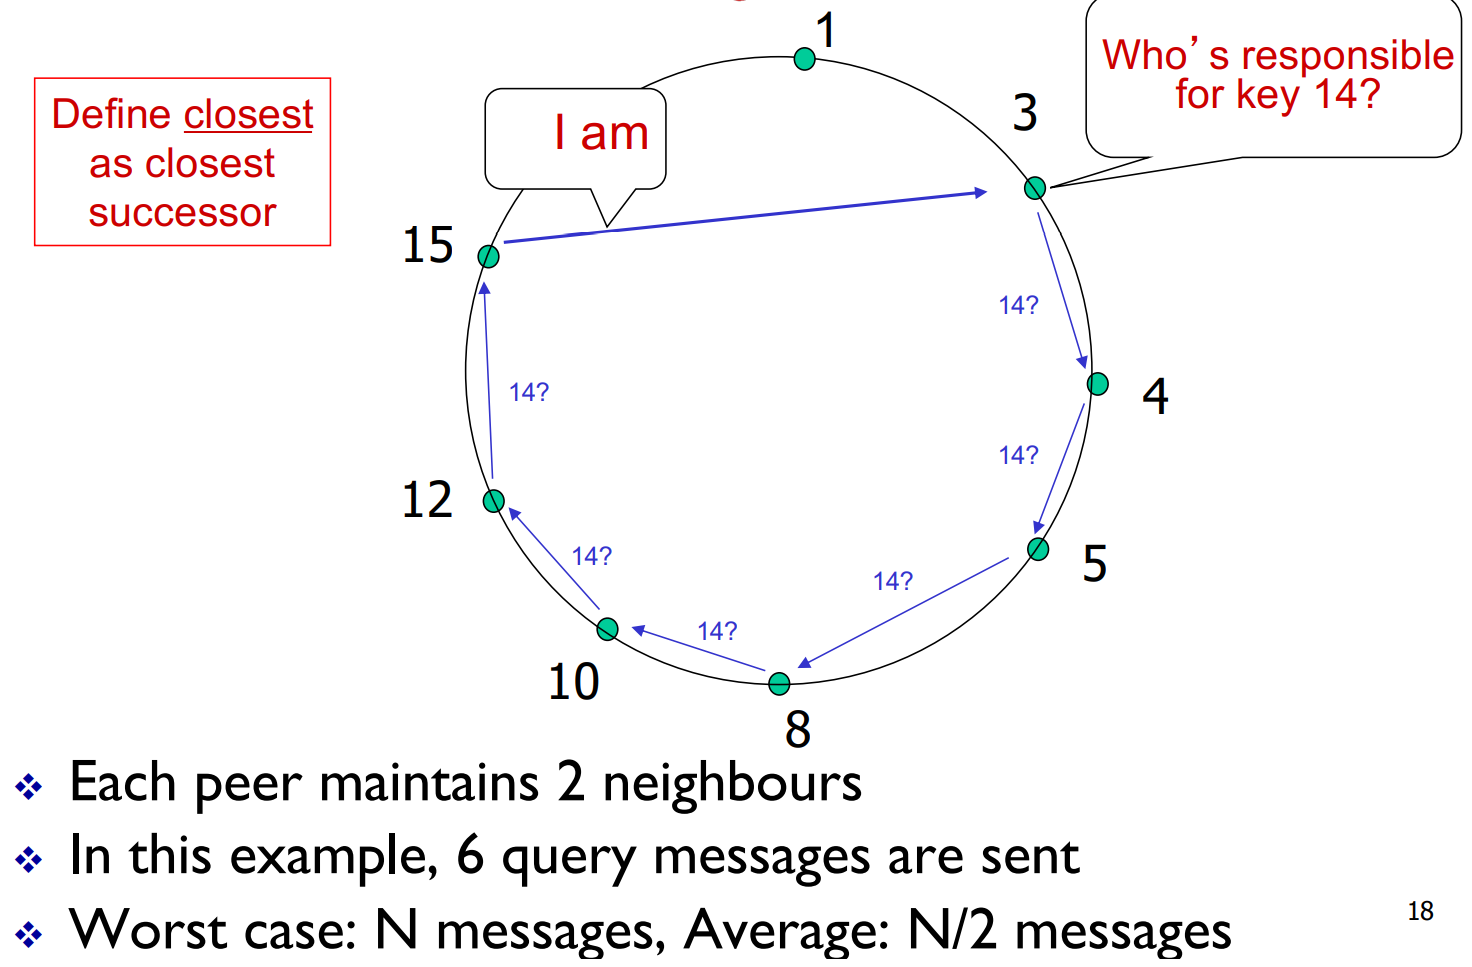 1
Who's responsible
for key 14?
3
Define closest
as closest
successor
I am
15
14?
14?
4
12
14?
14?
14?
5
14?
10
8
Each peer maintains 2 neighbours
In this example, 6 query messages are sent
Worst case: N messages, Average: N/2 messages
18